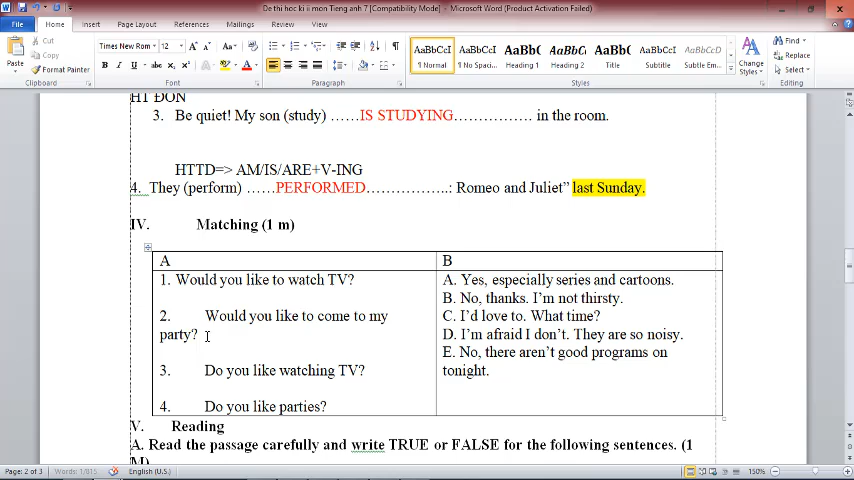 De thi học ki ii mon Tieng anh 7 [Compatibility Mode] - Microsoft Word (Product Activation Failed)
File Home Insert Page Layout References Mailings Review View
Cut
Copy
Format Painter
Paste
Clipboard
Times New Rom 12
Font
Paragraph
AaBbCcI AaBbCcI AaBbC AaBbCc AaBbC AaBbCcI AaBbCcD
¶ Normal ¶ No Spaci... Heading 1 Heading 2 Title Subtitle Subtle Em...
Styles
Change Styles
Find
Replace
Select
Editing
HT ĐƠN
3. Be quiet! My son (study) ……IS STUDYING……………. in the room.
HTTD=> AM/IS/ARE+V-ING
4. They (perform) ……PERFORMED……………..: Romeo and Juliet” last Sunday.
IV. Matching (1 m)
A B
1. Would you like to watch TV?
2. Would you like to come to my
party?
3. Do you like watching TV?
4. Do you like parties?
A. Yes, especially series and cartoons.
B. No, thanks. I’m not thirsty.
C. I’d love to. What time?
D. I’m afraid I don’t. They are so noisy.
E. No, there aren’t good programs on
tonight.
V. Reading
A. Read the passage carefully and write TRUE or FALSE for the following sentences. (1
M)
Page: 2 of 3 Words: 1/815 English (U.S.) 150%